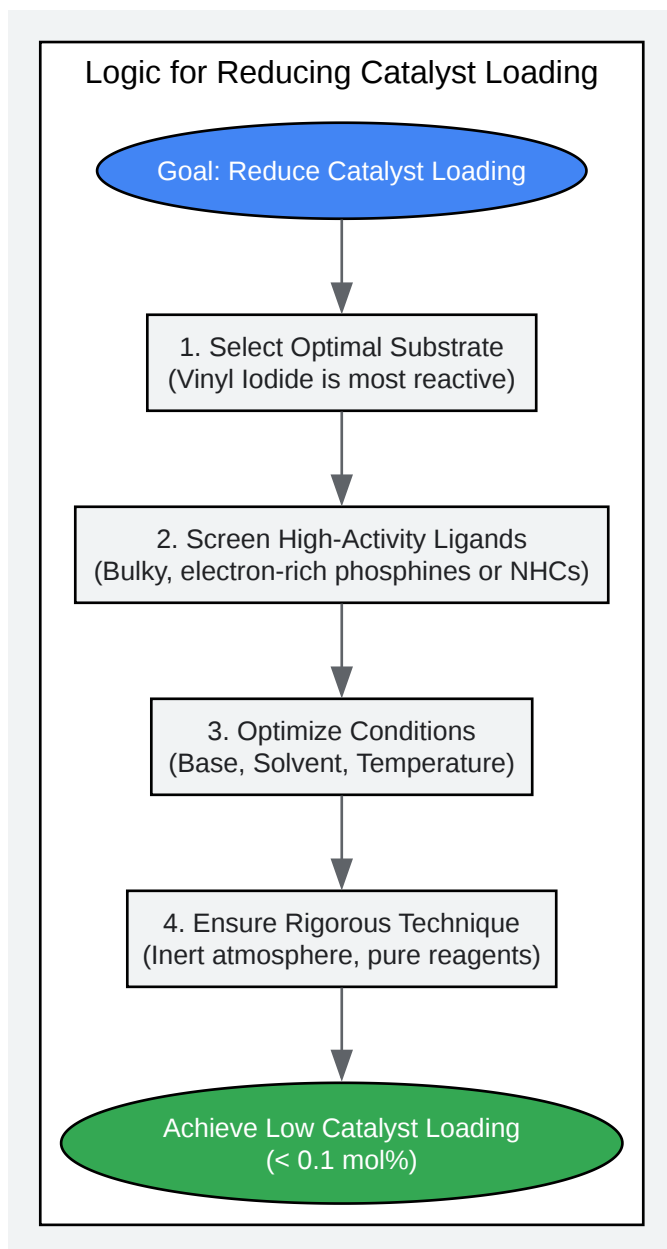 Logic for Reducing Catalyst Loading
Goal: Reduce Catalyst Loading
1. Select Optimal Substrate
(Vinyl Iodide is most reactive)
2. Screen High-Activity Ligands
(Bulky, electron-rich phosphines or NHCs)
3. Optimize Conditions
(Base, Solvent, Temperature)
4. Ensure Rigorous Technique
(Inert atmosphere, pure reagents)
Achieve Low Catalyst Loading
(< 0.1 mol%)